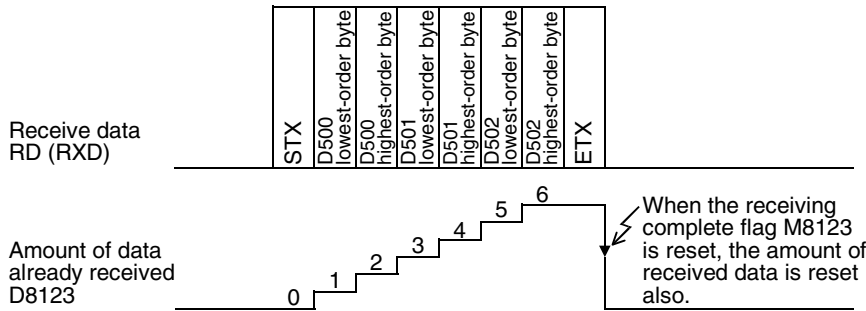 Receive data
RD (RXD)
STX
D500
lowest-order byte
D500
highest-order byte
D501
lowest-order byte
D501
highest-order byte
D502
lowest-order byte
D502
highest-order byte
ETX
Amount of data
already received
D8123
0
1
2
3
4
5
6
When the receiving
complete flag M8123
is reset, the amount of
received data is reset
also.